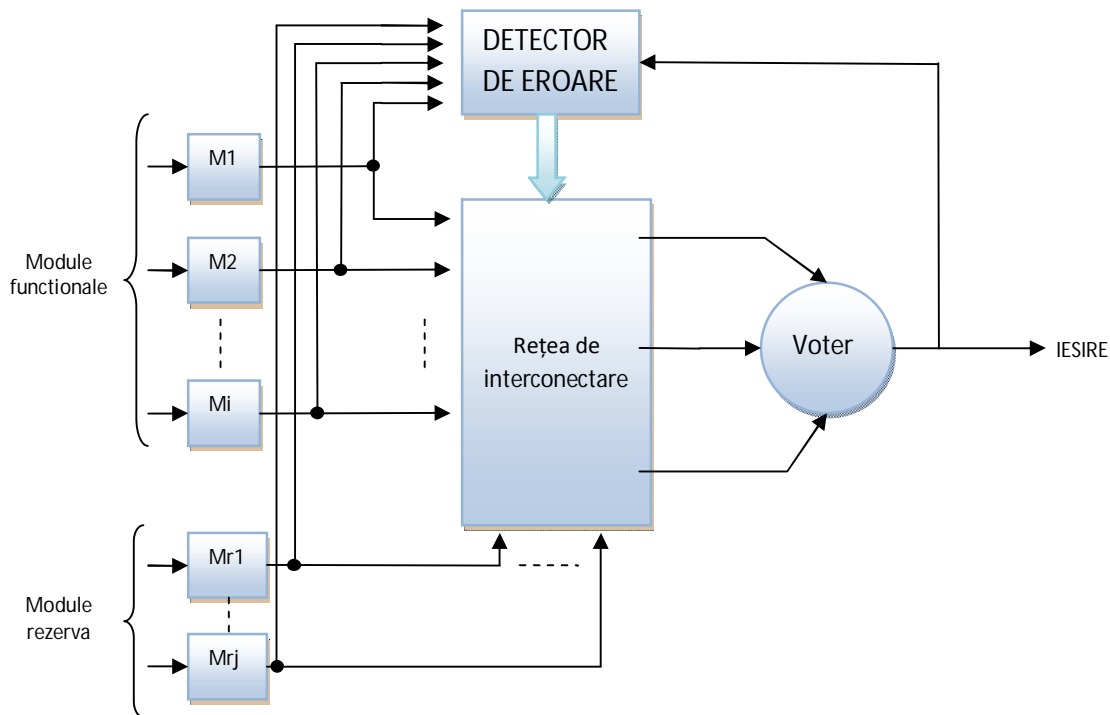 DETECTOR
DE EROARE
M1
Module
functionale
M2
Mi
Rețea de
interconectare
Voter
IESIRE
Mr1
Module
rezerva
Mrj